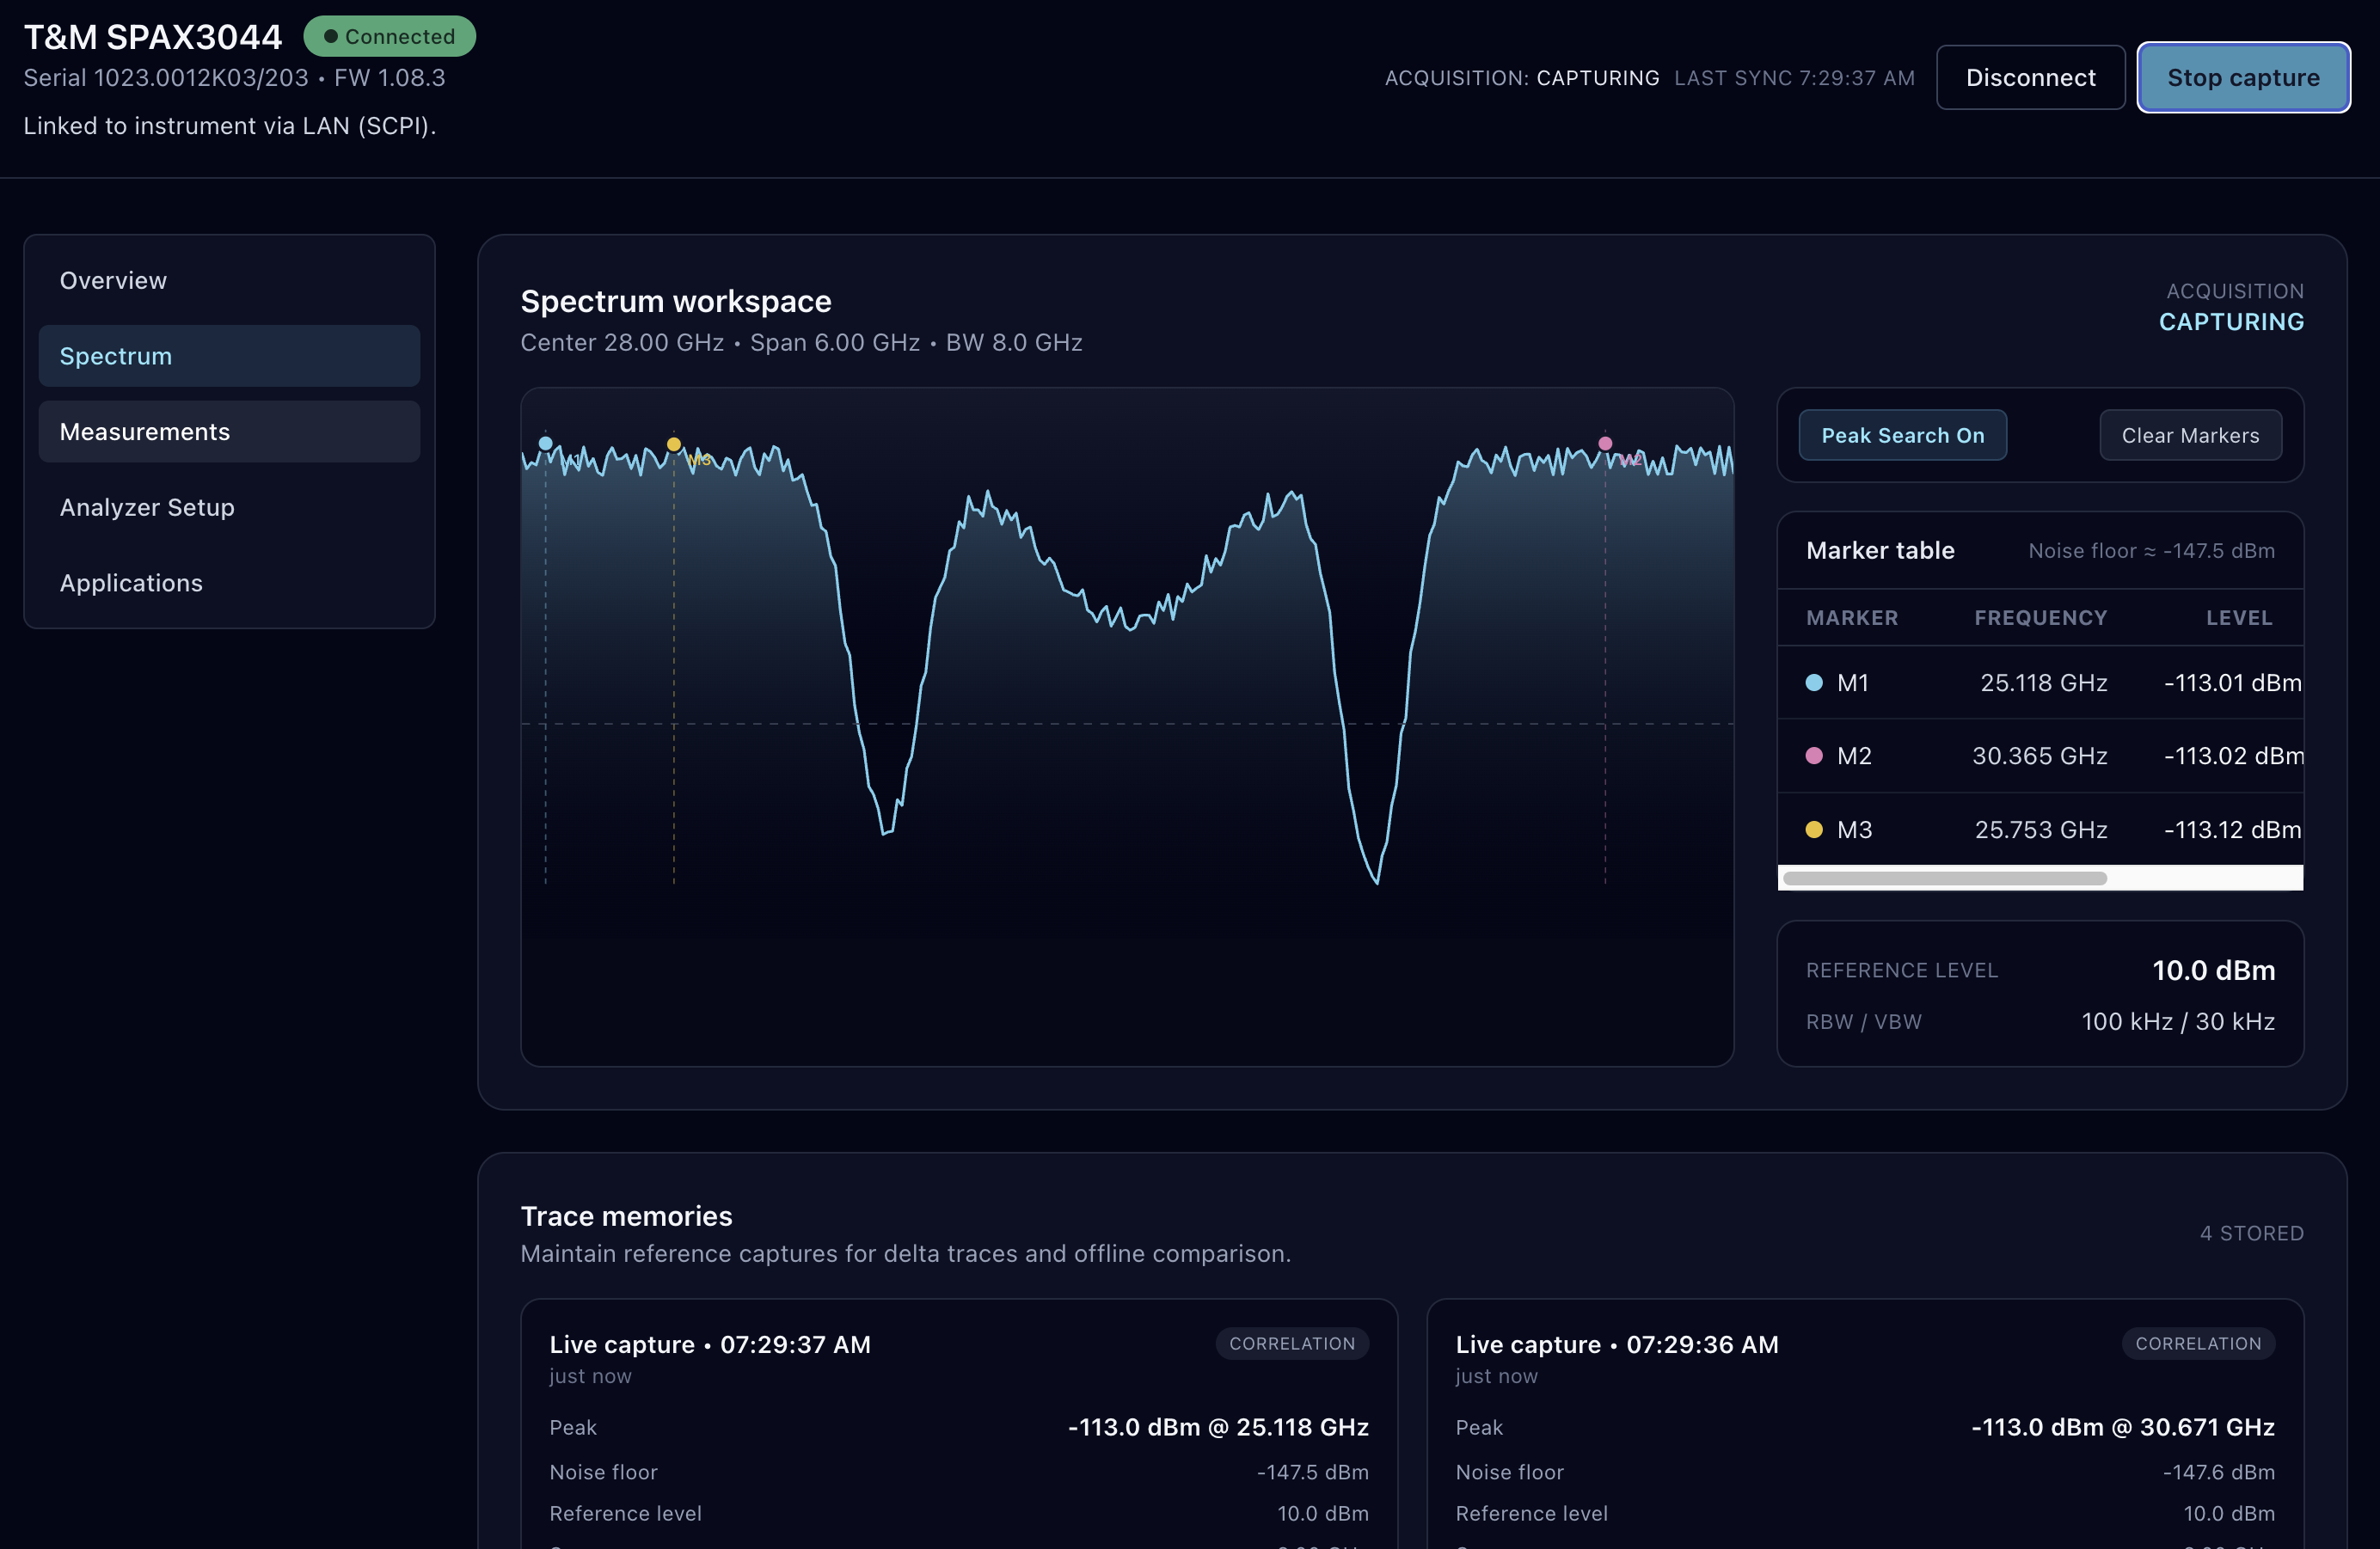 T&M SPAX3044
Connected
Serial 1023.0012K03/203 • FW 1.08.3
Linked to instrument via LAN (SCPI).
ACQUISITION: CAPTURING LAST SYNC 7:29:37 AM
Disconnect
Stop capture
Overview
Spectrum
Measurements
Analyzer Setup
Applications
Spectrum workspace
Center 28.00 GHz • Span 6.00 GHz • BW 8.0 GHz
ACQUISITION
CAPTURING
M1
M3
M2
Peak Search On
Clear Markers
Marker table
Noise floor ≈ -147.5 dBm
MARKER FREQUENCY LEVEL
M1 25.118 GHz -113.01 dBm
M2 30.365 GHz -113.02 dBm
M3 25.753 GHz -113.12 dBm
REFERENCE LEVEL 10.0 dBm
RBW / VBW 100 kHz / 30 kHz
Trace memories
Maintain reference captures for delta traces and offline comparison.
4 STORED
Live capture • 07:29:37 AM
CORRELATION
just now
Peak -113.0 dBm @ 25.118 GHz
Noise floor -147.5 dBm
Reference level 10.0 dBm
Live capture • 07:29:36 AM
CORRELATION
just now
Peak -113.0 dBm @ 30.671 GHz
Noise floor -147.6 dBm
Reference level 10.0 dBm